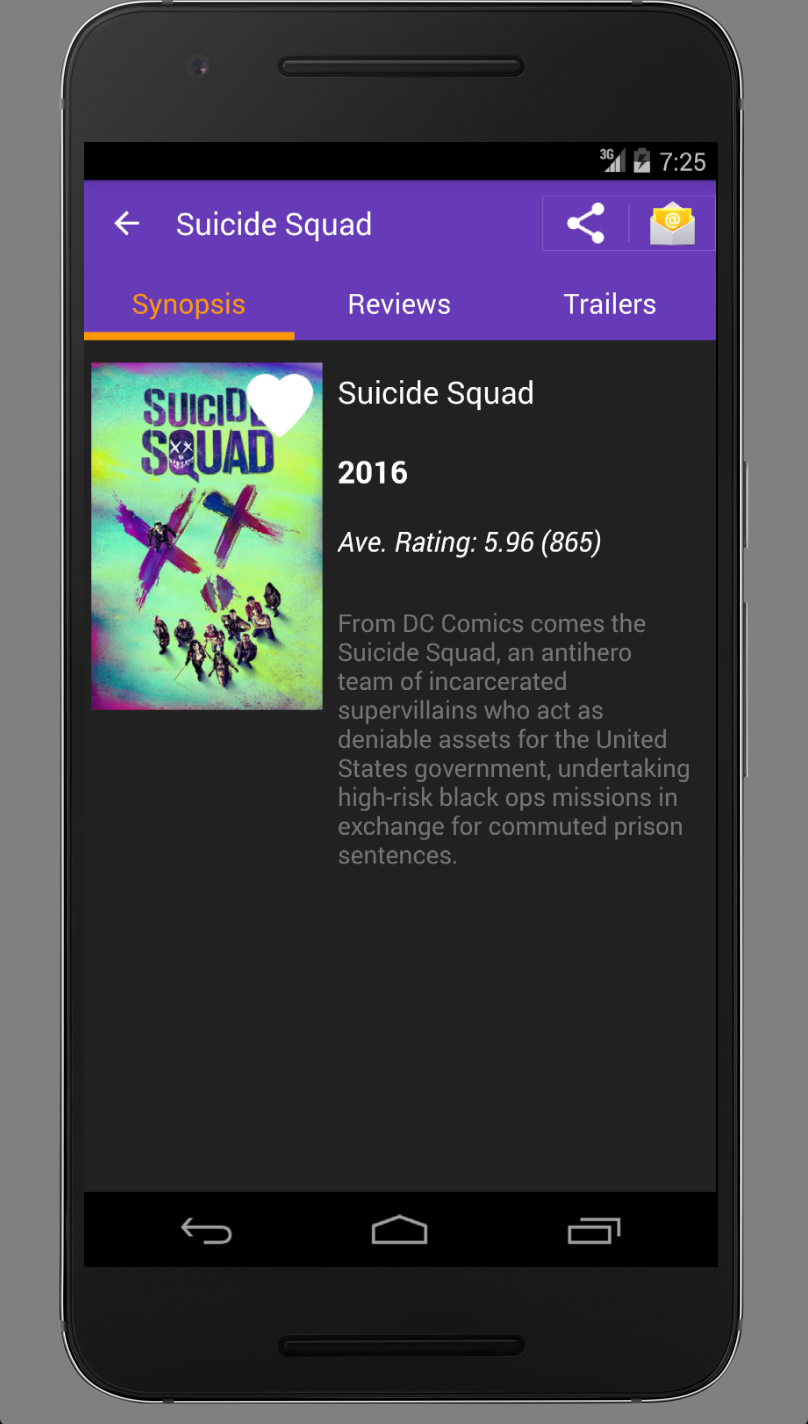 3G 7:25
Suicide Squad
@
Synopsis Reviews Trailers
SUICIDE
SQUAD
Suicide Squad
2016
Ave. Rating: 5.96 (865)
From DC Comics comes the
Suicide Squad, an antihero
team of incarcerated
supervillains who act as
deniable assets for the United
States government, undertaking
high-risk black ops missions in
exchange for commuted prison
sentences.